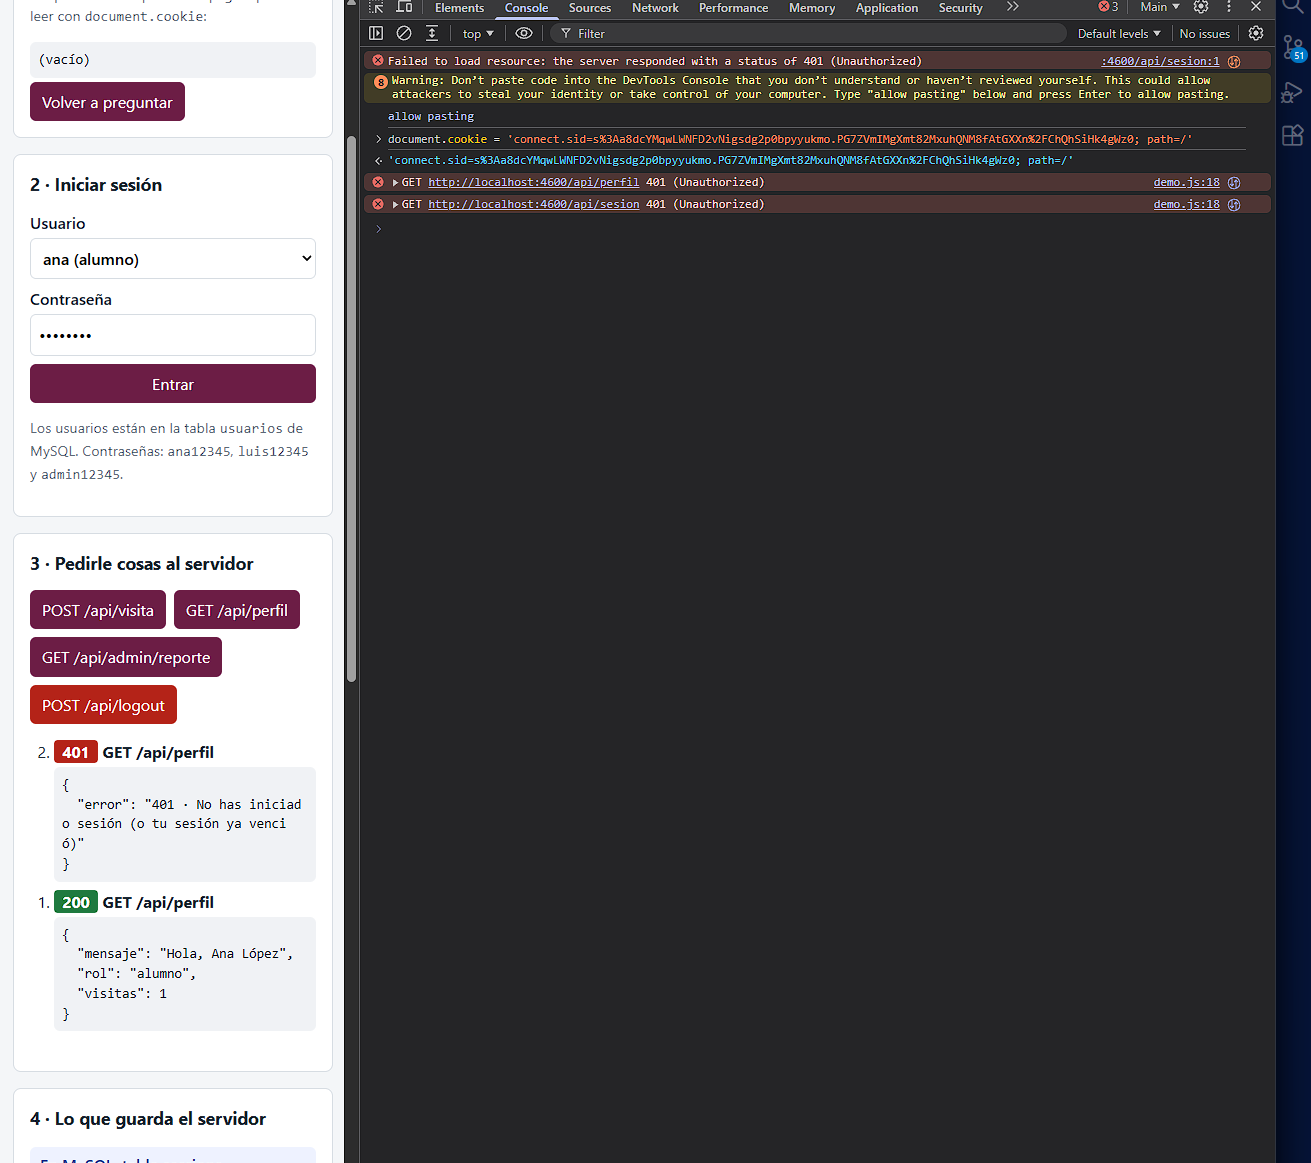 leer con document.cookie:
(vacío)
Volver a preguntar
2 · Iniciar sesión
Usuario
ana (alumno)
Contraseña
••••••••
Entrar
Los usuarios están en la tabla usuarios de
MySQL. Contraseñas: ana12345, luis12345
y admin12345.
3 · Pedirle cosas al servidor
POST /api/visita GET /api/perfil
GET /api/admin/reporte
POST /api/logout
2. 401 GET /api/perfil
{
"error": "401 · No has iniciad
o sesión (o tu sesión ya venci
ó)"
}
1. 200 GET /api/perfil
{
"mensaje": "Hola, Ana López",
"rol": "alumno",
"visitas": 1
}
4 · Lo que guarda el servidor
Elements Console Sources Network Performance Memory Application Security 3 Main
top Filter Default levels No issues
Failed to load resource: the server responded with a status of 401 (Unauthorized) :4600/api/sesion:1
8 Warning: Don’t paste code into the DevTools Console that you don’t understand or haven’t reviewed yourself. This could allow
attackers to steal your identity or take control of your computer. Type "allow pasting" below and press Enter to allow pasting.
allow pasting
document.cookie = 'connect.sid=s%3Aa8dcYMqwLWNFD2vNigsdg2p0bpyyukmo.PG7ZVmIMgXmt82MxuhQNM8fAtGXXn%2FChQhSiHk4gWz0; path=/'
'connect.sid=s%3Aa8dcYMqwLWNFD2vNigsdg2p0bpyyukmo.PG7ZVmIMgXmt82MxuhQNM8fAtGXXn%2FChQhSiHk4gWz0; path=/'
GET http://localhost:4600/api/perfil 401 (Unauthorized) demo.js:18
GET http://localhost:4600/api/sesion 401 (Unauthorized) demo.js:18
51